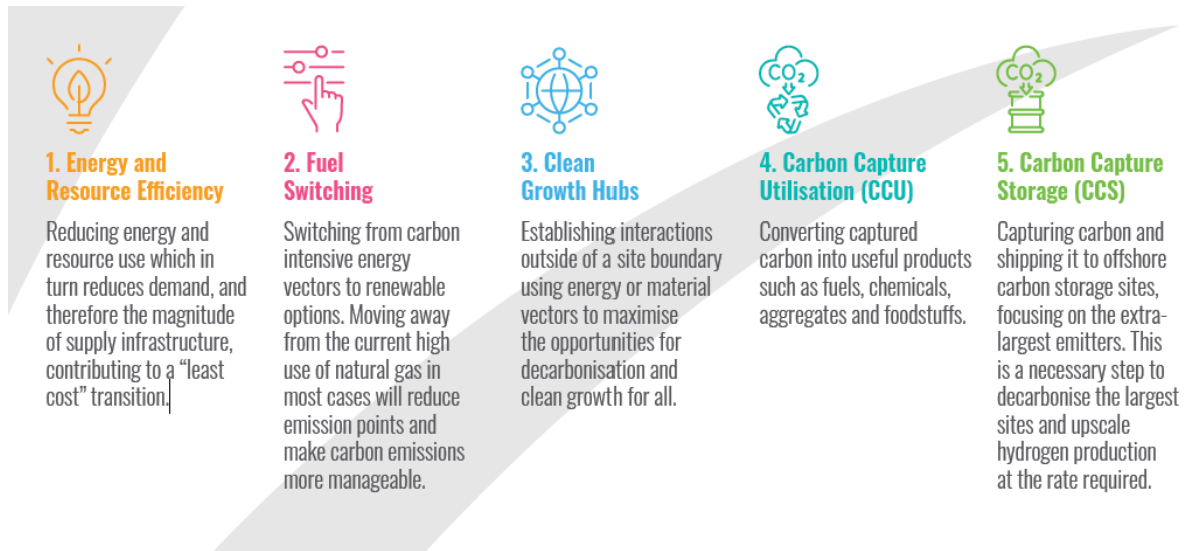 1. Energy and
Resource Efficiency
Reducing energy and
resource use which in
turn reduces demand, and
therefore the magnitude
of supply infrastructure,
contributing to a “least
cost” transition.
2. Fuel
Switching
Switching from carbon
intensive energy
vectors to renewable
options. Moving away
from the current high
use of natural gas in
most cases will reduce
emission points and
make carbon emissions
more manageable.
3. Clean
Growth Hubs
Establishing interactions
outside of a site boundary
using energy or material
vectors to maximise
the opportunities for
decarbonisation and
clean growth for all.
CO₂
4. Carbon Capture
Utilisation (CCU)
Converting captured
carbon into useful products
such as fuels, chemicals,
aggregates and foodstuffs.
CO₂
5. Carbon Capture
Storage (CCS)
Capturing carbon and
shipping it to offshore
carbon storage sites,
focusing on the extra-
largest emitters. This
is a necessary step to
decarbonise the largest
sites and upscale
hydrogen production
at the rate required.